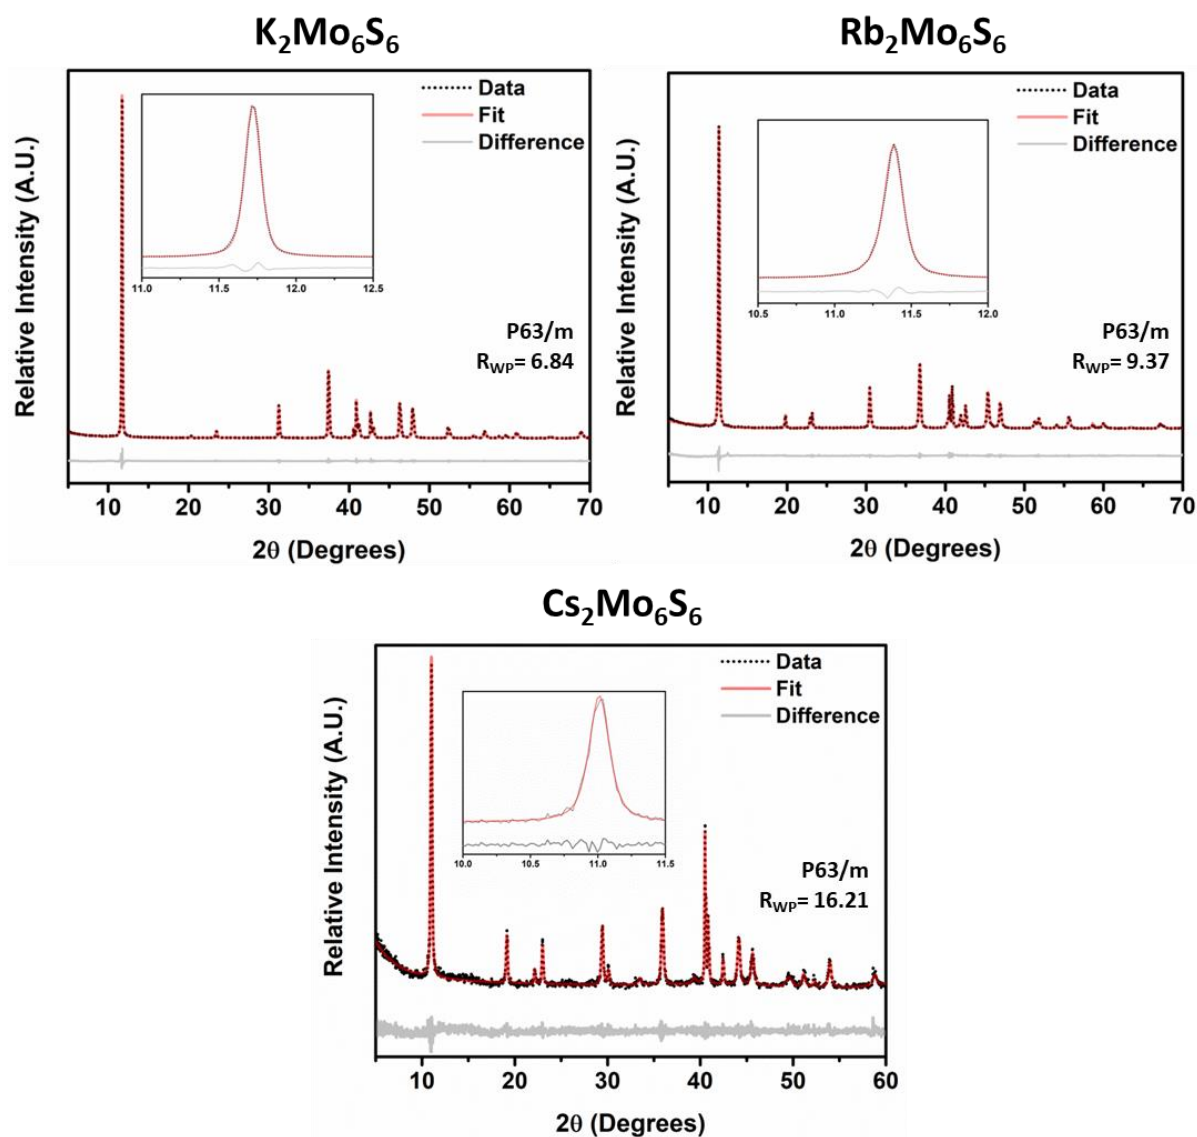 K₂Mo₆S₆
Data
Fit
Difference
Relative Intensity (A.U.)
11.0 11.5 12.0 12.5
P63/m
R_WP= 6.84
10 20 30 40 50 60 70
2θ (Degrees)
Rb₂Mo₆S₆
Data
Fit
Difference
Relative Intensity (A.U.)
10.5 11.0 11.5 12.0
P63/m
R_WP= 9.37
10 20 30 40 50 60 70
2θ (Degrees)
Cs₂Mo₆S₆
Data
Fit
Difference
Relative Intensity (A.U.)
10.0 10.5 11.0 11.5
P63/m
R_WP= 16.21
10 20 30 40 50 60
2θ (Degrees)